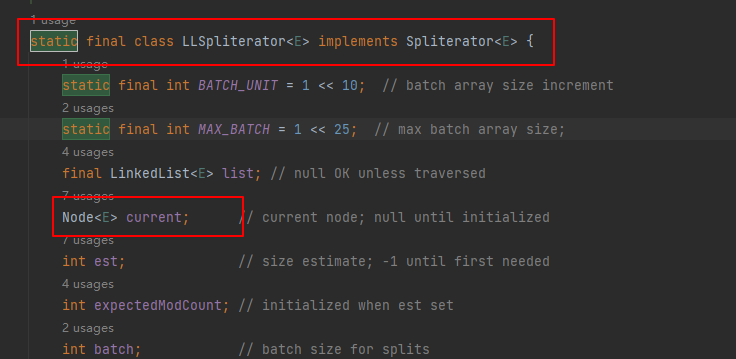 1 usage
static final class LLSpliterator<E> implements Spliterator<E> {
1 usage
static final int BATCH_UNIT = 1 << 10;  // batch array size increment
2 usages
static final int MAX_BATCH = 1 << 25;  // max batch array size;
4 usages
final LinkedList<E> list; // null OK unless traversed
7 usages
Node<E> current;      // current node; null until initialized
7 usages
int est;              // size estimate; -1 until first needed
4 usages
int expectedModCount; // initialized when est set
2 usages
int batch;            // batch size for splits